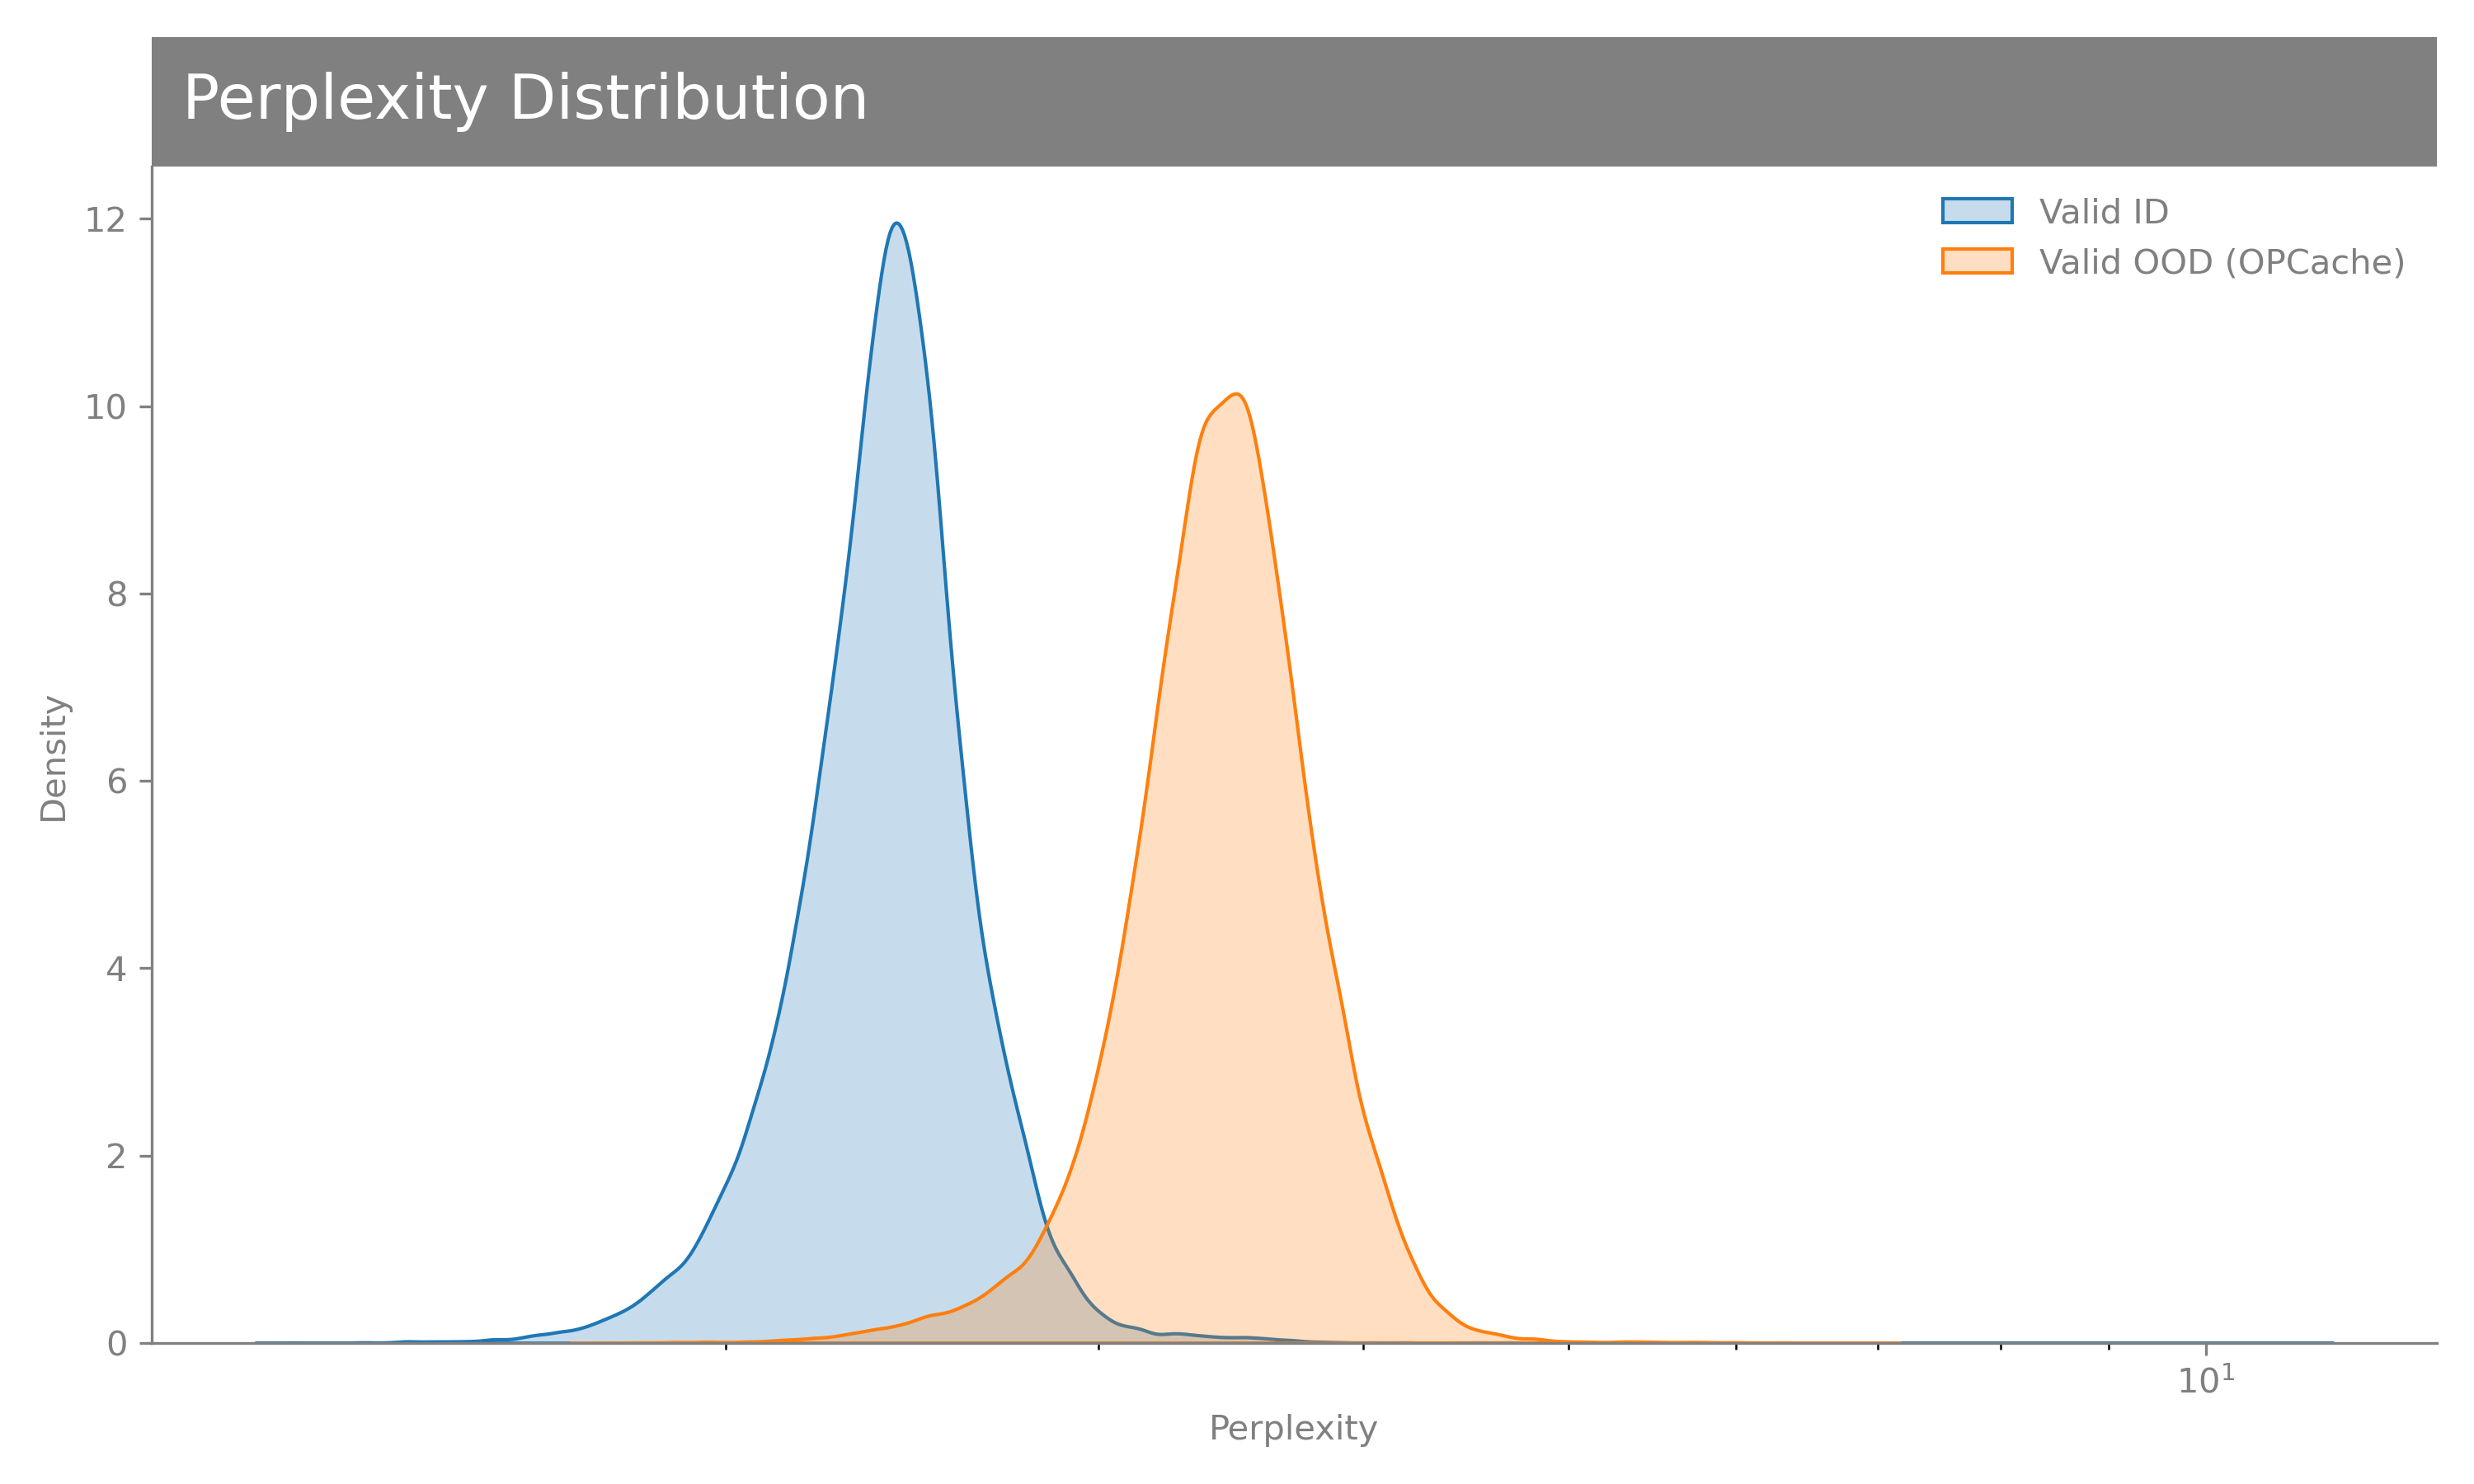 Perplexity Distribution
Valid ID
Valid OOD (OPCache)
12
10
8
6
4
2
0
Density
10¹
Perplexity